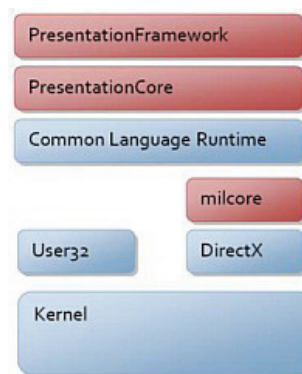 PresentationFramework
PresentationCore
Common Language Runtime
milcore
User32
DirectX
Kernel